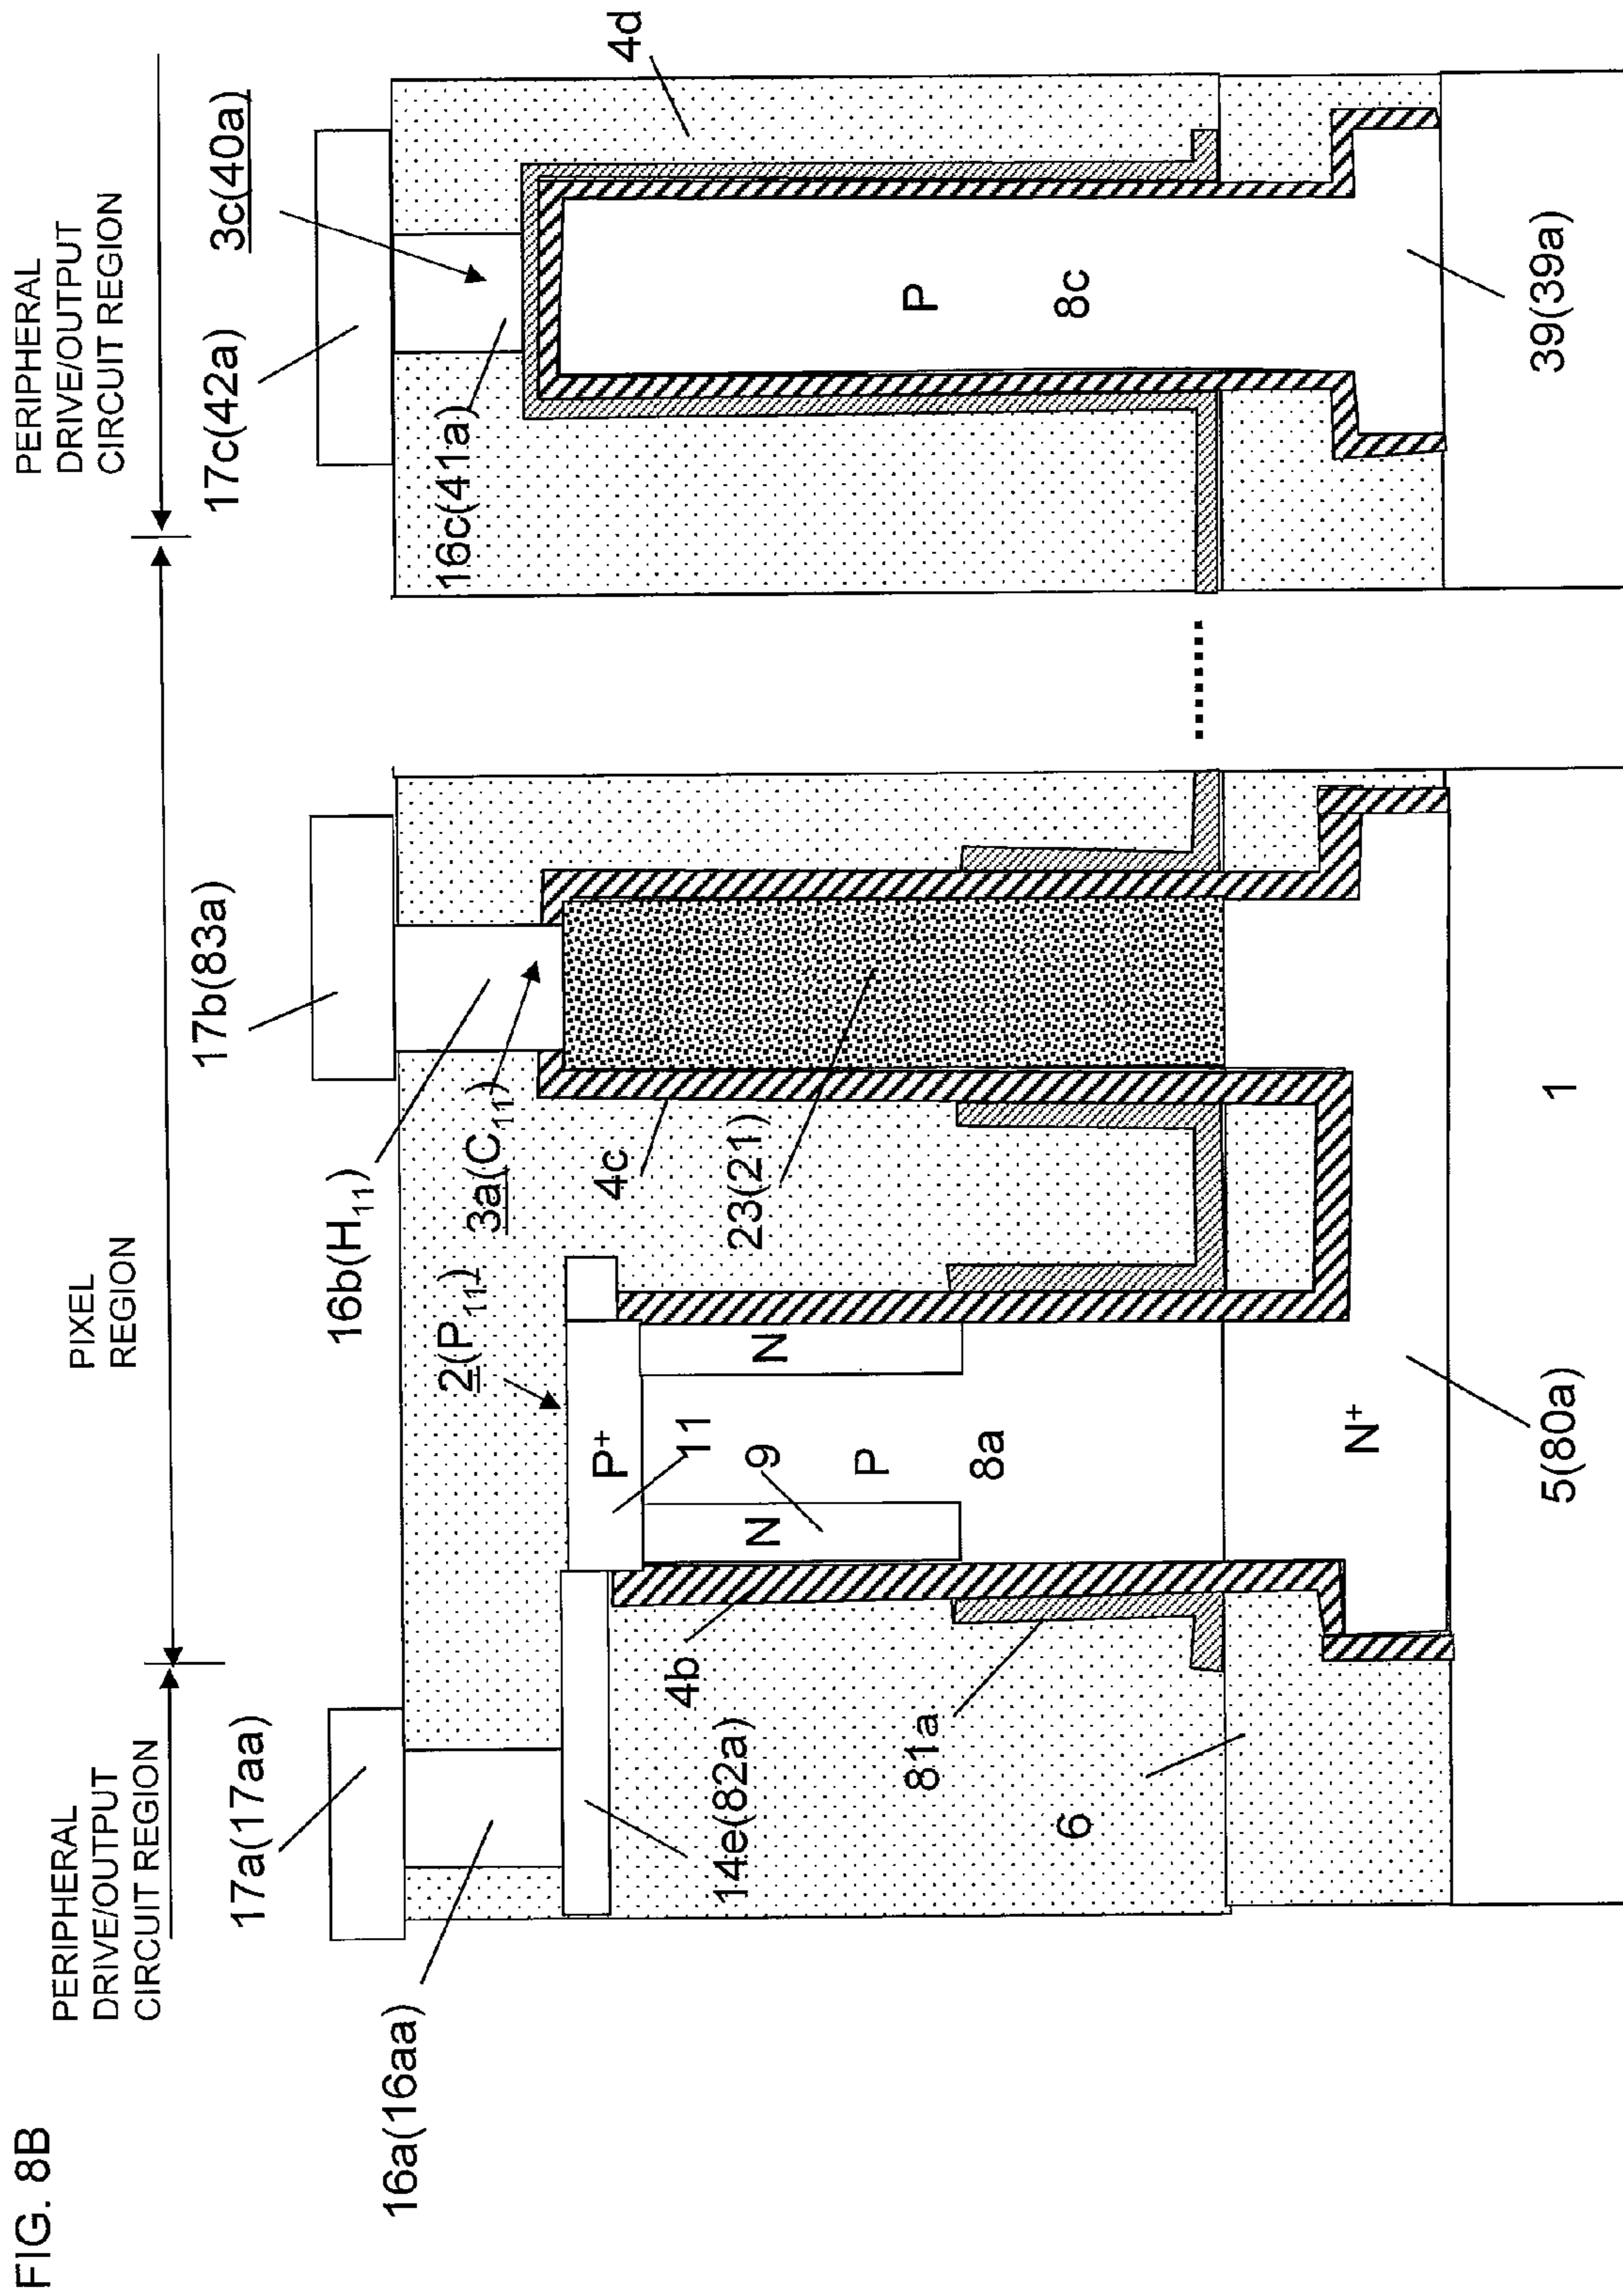 FIG. 8B
PERIPHERAL
DRIVE/OUTPUT
CIRCUIT REGION
PIXEL
REGION
PERIPHERAL
DRIVE/OUTPUT
CIRCUIT REGION
17a(17aa)
17b(83a)
17c(42a)
3c(40a)
4d
16a(16aa)
16b(H11)
2(P11)
3a(C11)
16c(41a)
P+
11
N
9
N
4b
14e(82a)
4c
23(21)
P
8a
81a
6
P
8c
N+
5(80a)
1
39(39a)